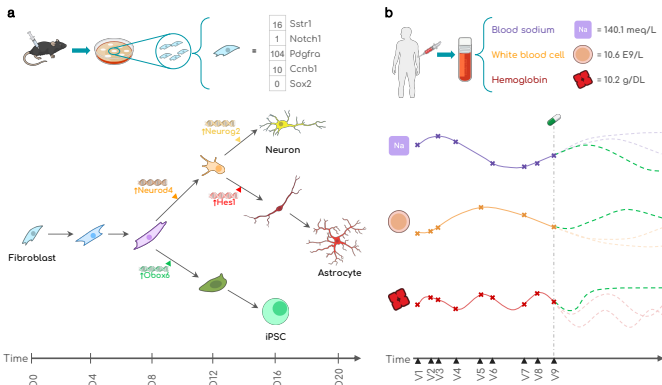 a
16 Sstr1
1 Notch1
104 Pdgfra
10 Ccnb1
0 Sox2
↑Neurog2
Neuron
↑Neurod4
↑Hes1
Fibroblast
↑Obox6
Astrocyte
iPSC
Time
D0 D4 D8 D12 D16 D20
b
Blood sodium
Na = 140.1 meq/L
White blood cell
= 10.6 E9/L
Hemoglobin
= 10.2 g/DL
Na
Time
V1 V2 V3 V4 V5 V6 V7 V8 V9